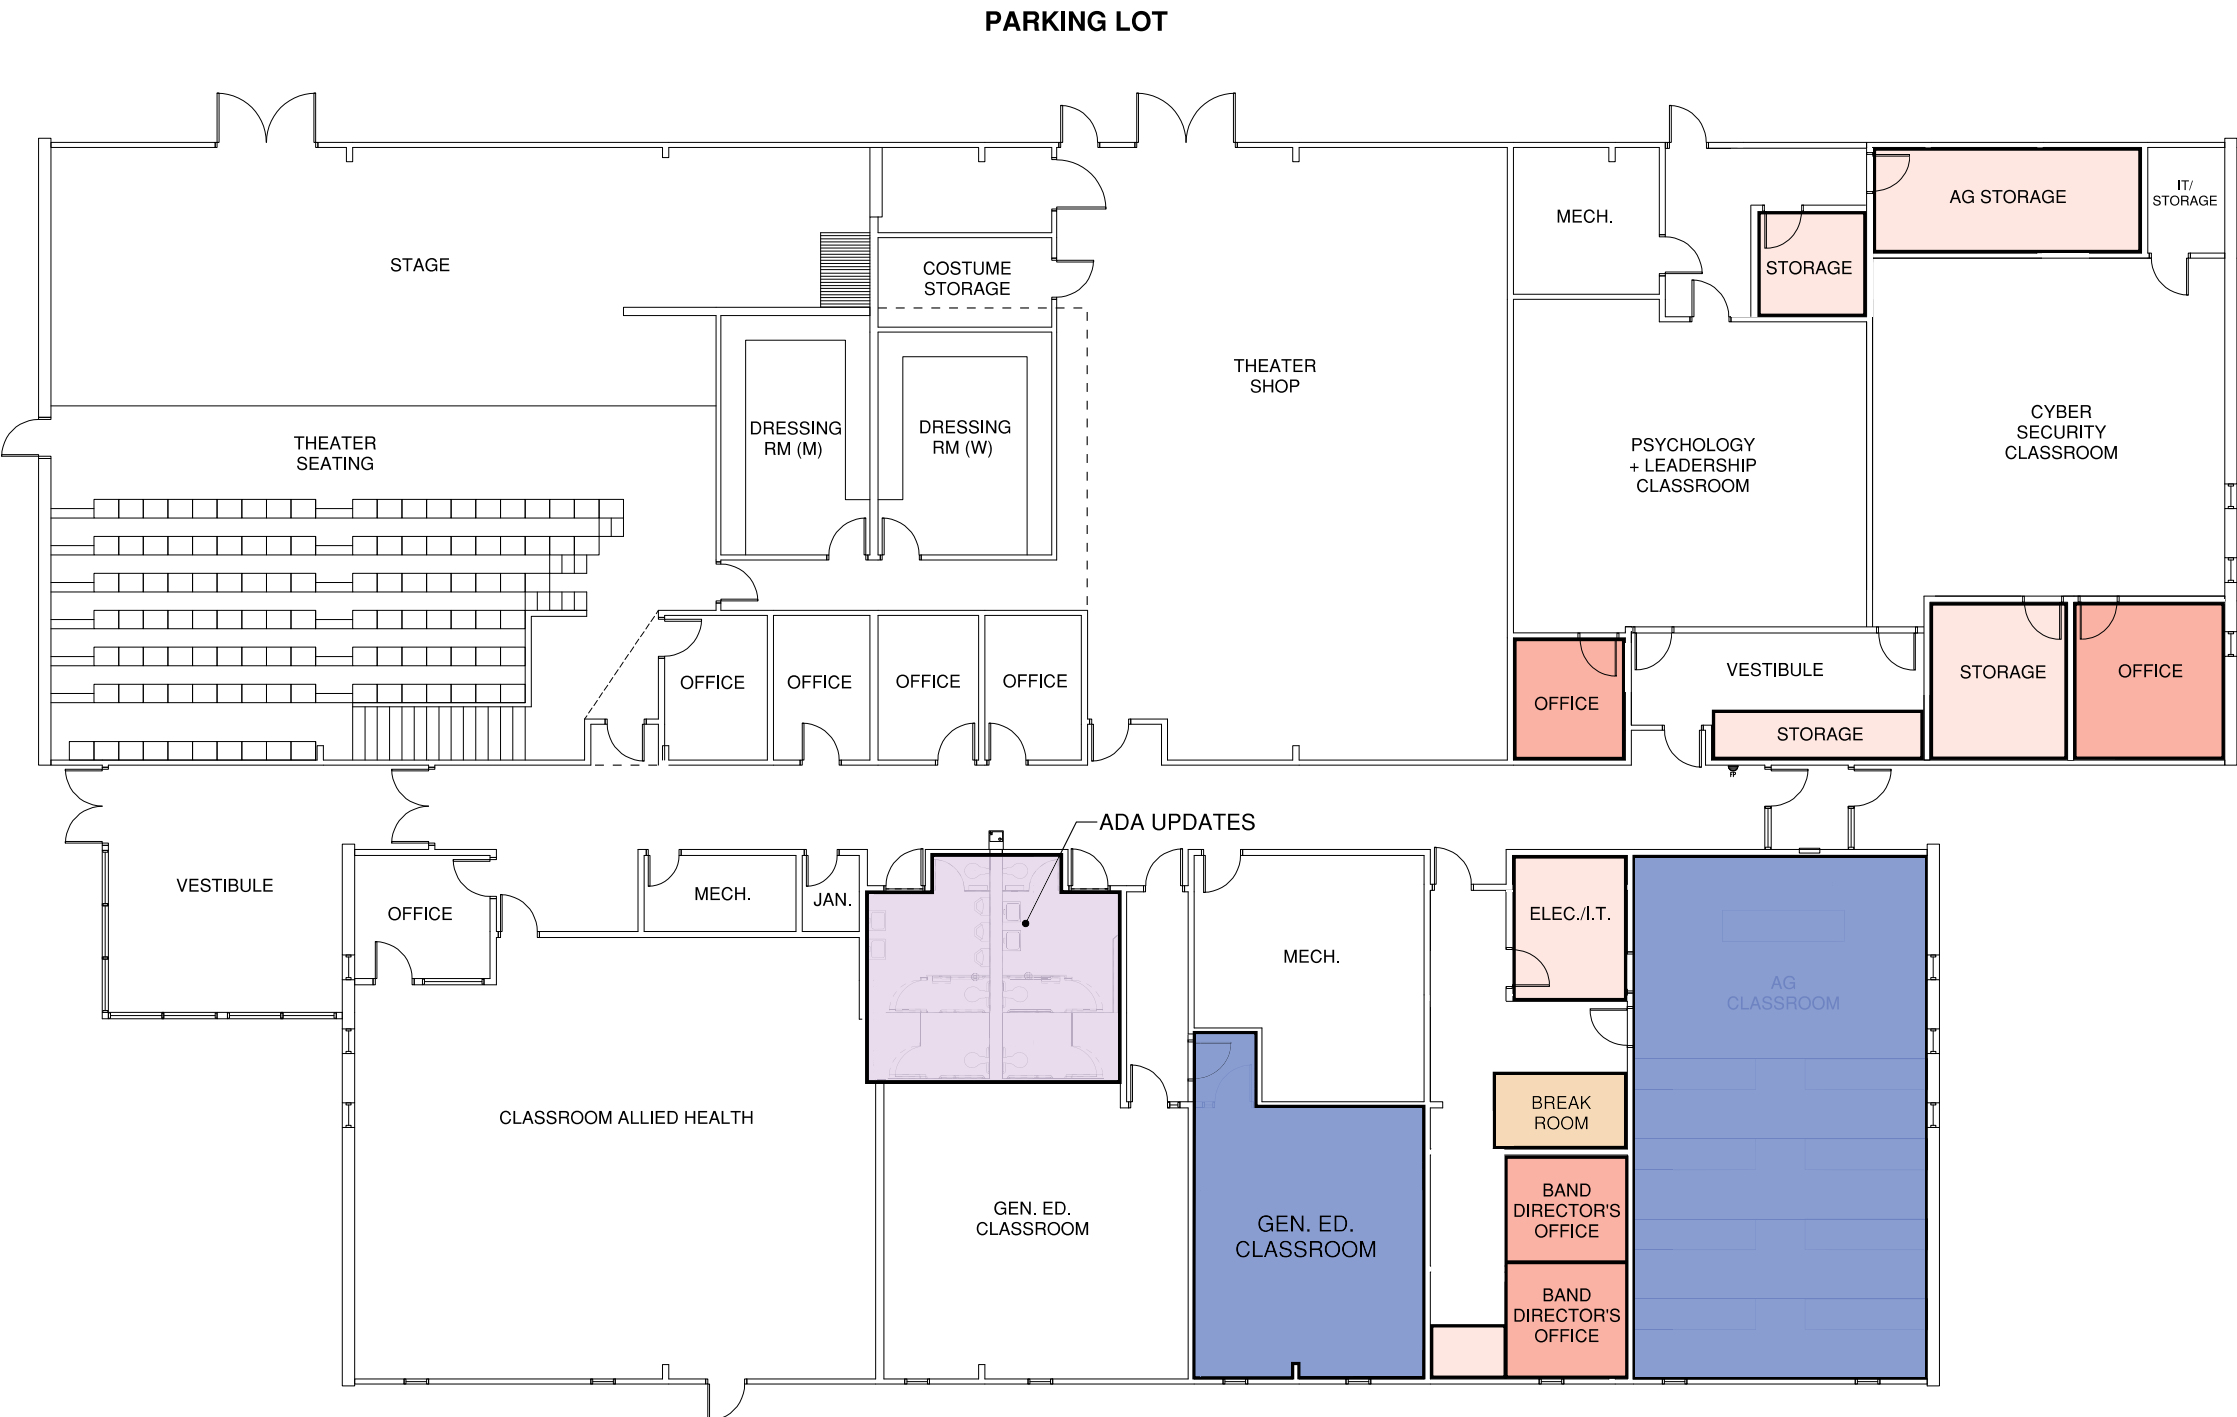 PARKING LOT
AG STORAGE
IT/
STORAGE
MECH.
STAGE
COSTUME
STORAGE
STORAGE
THEATER
SHOP
DRESSING
RM (M)
DRESSING
RM (W)
THEATER
SEATING
PSYCHOLOGY
+ LEADERSHIP
CLASSROOM
CYBER
SECURITY
CLASSROOM
OFFICE
OFFICE
OFFICE
OFFICE
OFFICE
VESTIBULE
STORAGE
STORAGE
OFFICE
FP
ADA UPDATES
VESTIBULE
OFFICE
MECH.
JAN.
MECH.
ELEC./I.T.
AG
CLASSROOM
CLASSROOM ALLIED HEALTH
BREAK
ROOM
GEN. ED.
CLASSROOM
GEN. ED.
CLASSROOM
BAND
DIRECTOR'S
OFFICE
BAND
DIRECTOR'S
OFFICE